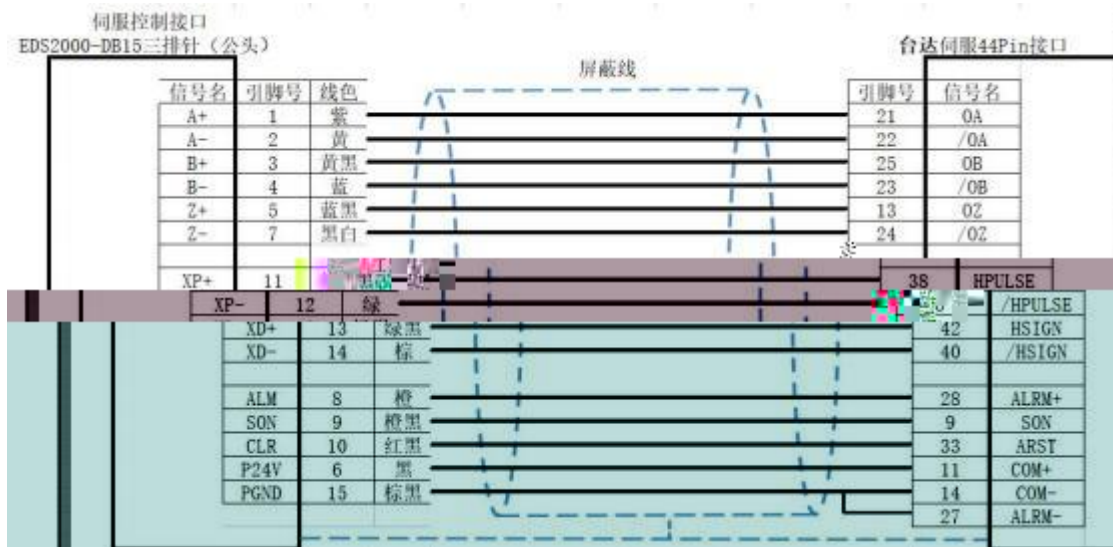 伺服控制接口
EDS2000-DB15三排针（公头）
台达伺服44Pin接口
屏蔽线
信号名 引脚号 线色 引脚号 信号名
A+ 1 紫 21 OA
A- 2 黄 22 /OA
B+ 3 黄黑 25 OB
B- 4 蓝 23 /OB
Z+ 5 蓝黑 13 OZ
Z- 7 黑白 24 /OZ
XP+ 11 38 HPULSE
XP- 12 绿 /HPULSE
XD+ 13 绿黑 42 HSIGN
XD- 14 棕 40 /HSIGN
ALM 8 橙 28 ALRM+
SON 9 橙黑 9 SON
CLR 10 红黑 33 ARST
P24V 6 黑 11 COM+
PGND 15 棕黑 14 COM-
27 ALRM-